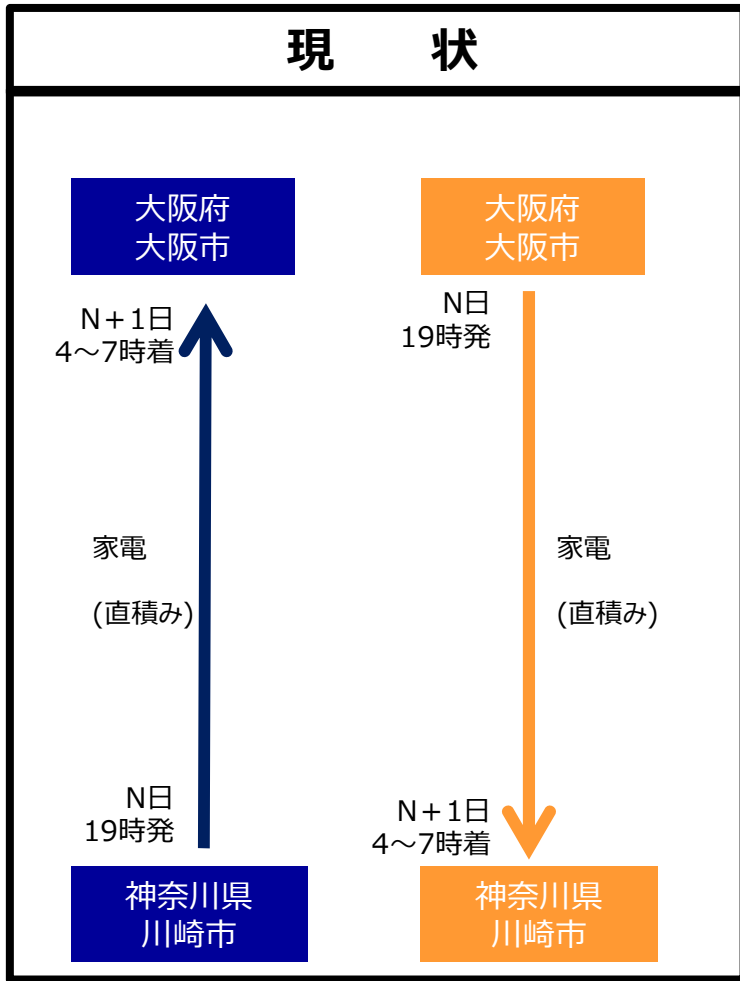 現　状
大阪府
大阪市
大阪府
大阪市
N＋1日
4～7時着
N日
19時発
家電
(直積み)
家電
(直積み)
N日
19時発
N＋1日
4～7時着
神奈川県
川崎市
神奈川県
川崎市